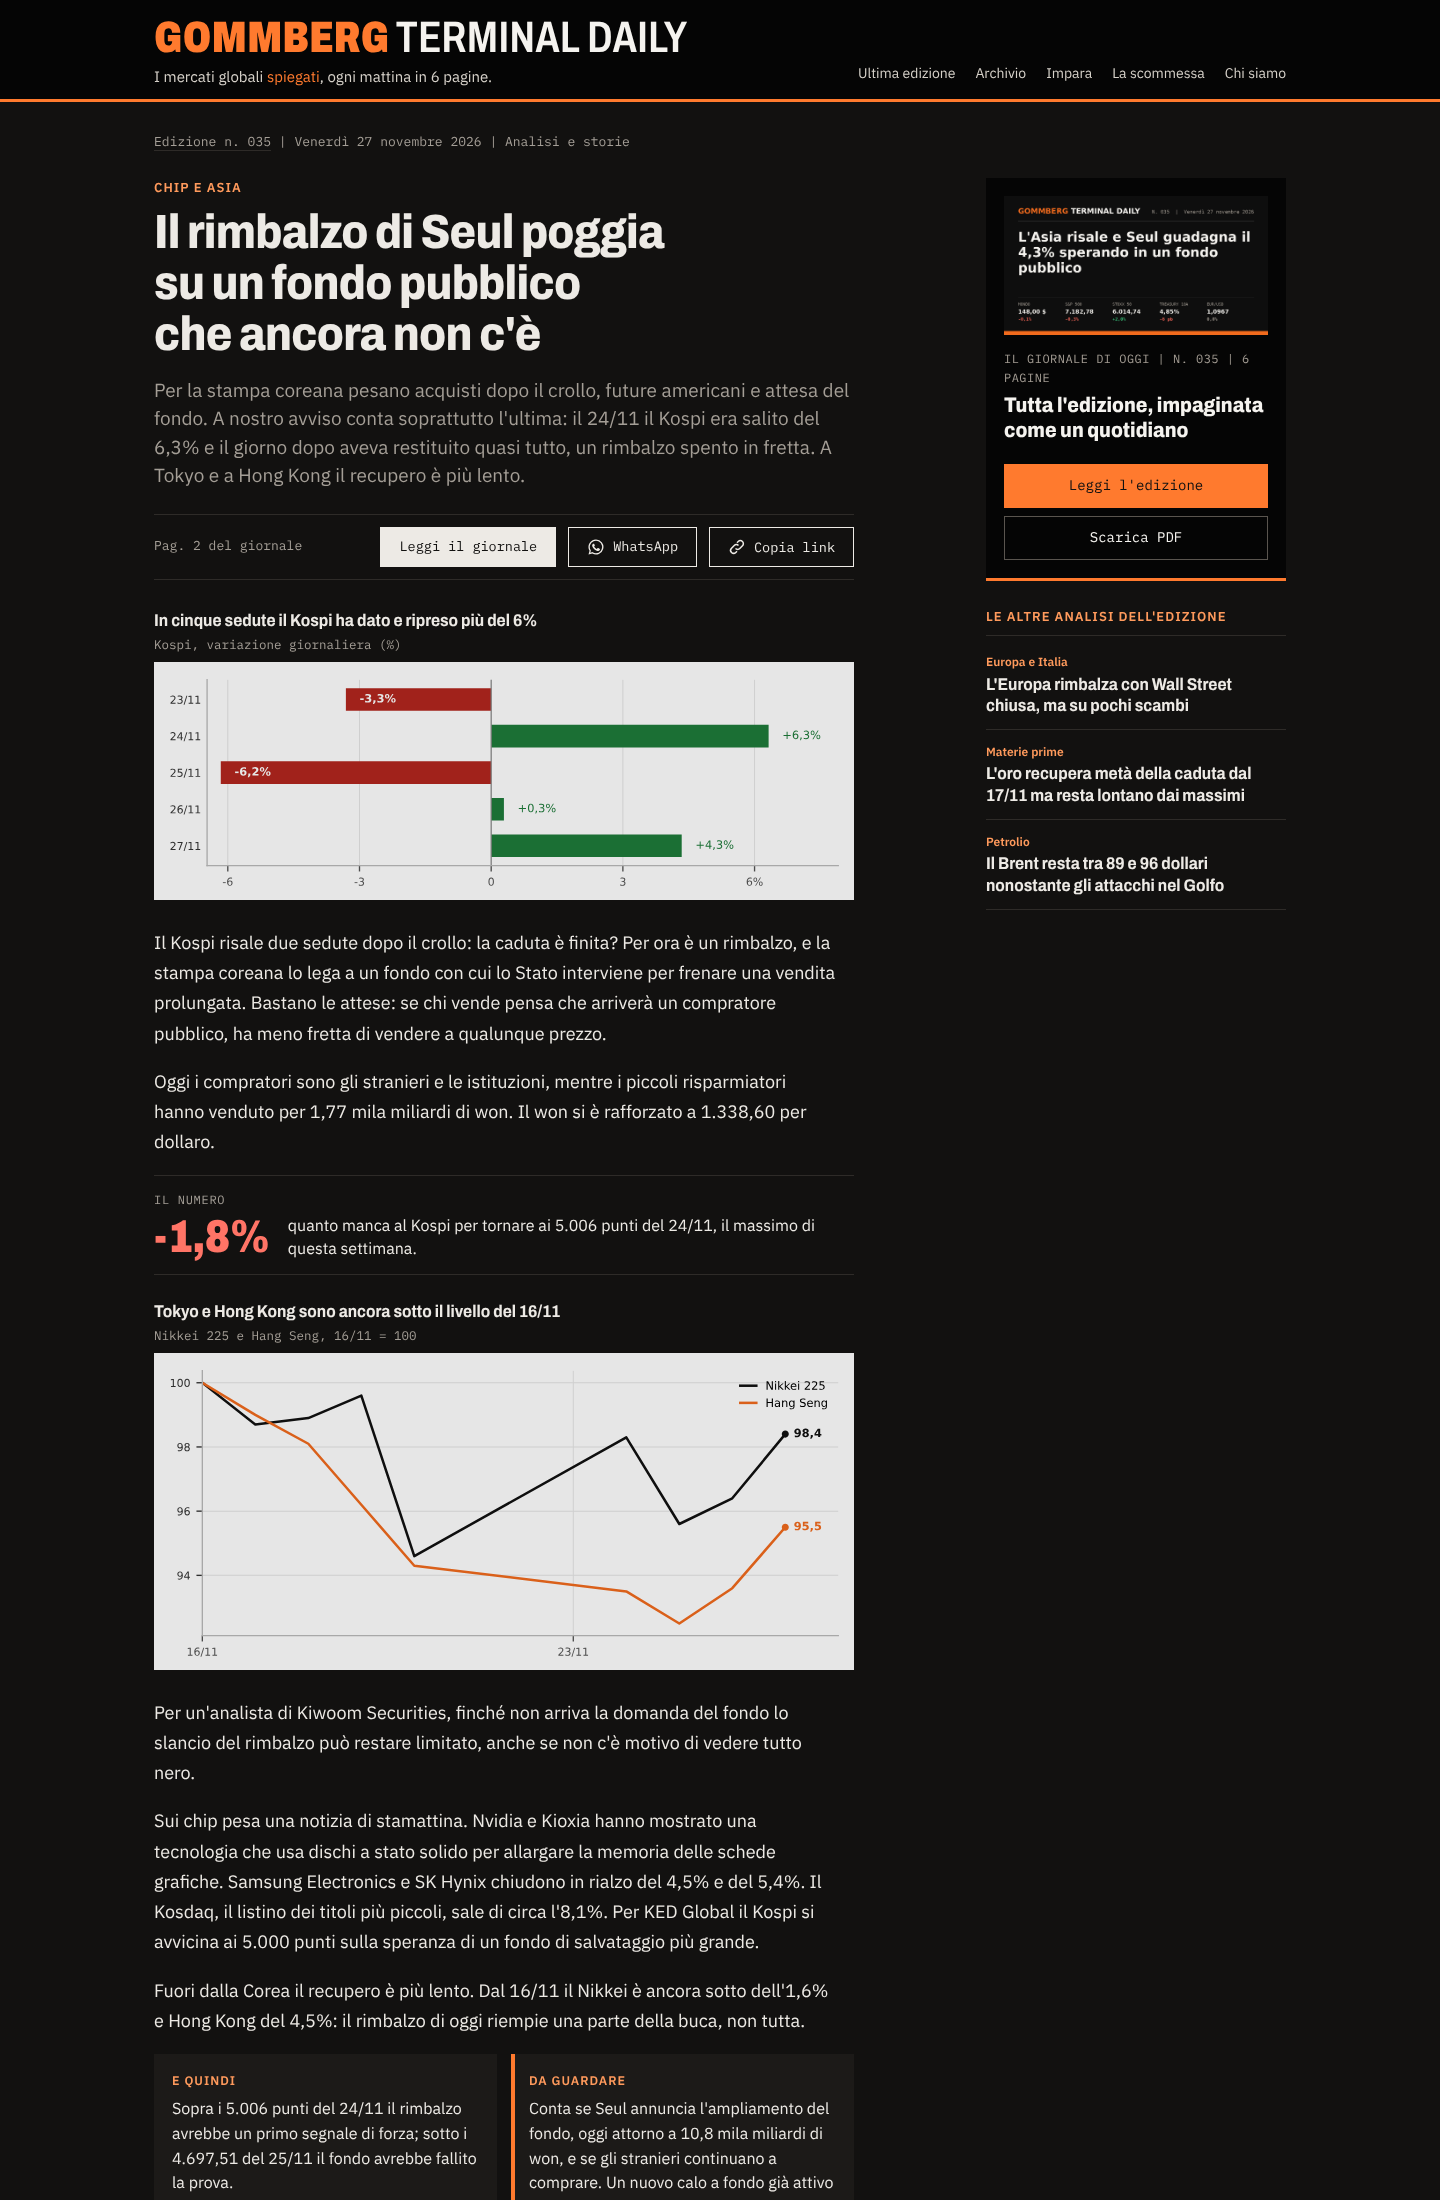 GOMMBERG TERMINAL DAILY
I mercati globali spiegati, ogni mattina in 6 pagine.
Ultima edizione Archivio Impara La scommessa Chi siamo
Edizione n. 035 | Venerdì 27 novembre 2026 | Analisi e storie
CHIP E ASIA
Il rimbalzo di Seul poggia
su un fondo pubblico
che ancora non c'è
Per la stampa coreana pesano acquisti dopo il crollo, future americani e attesa del
fondo. A nostro avviso conta soprattutto l'ultima: il 24/11 il Kospi era salito del
6,3% e il giorno dopo aveva restituito quasi tutto, un rimbalzo spento in fretta. A
Tokyo e a Hong Kong il recupero è più lento.
Pag. 2 del giornale
Leggi il giornale
WhatsApp
Copia link
In cinque sedute il Kospi ha dato e ripreso più del 6%
Kospi, variazione giornaliera (%)
23/11 -3,3%
24/11 +6,3%
25/11 -6,2%
26/11 +0,3%
27/11 +4,3%
-6 -3 0 3 6%
Il Kospi risale due sedute dopo il crollo: la caduta è finita? Per ora è un rimbalzo, e la
stampa coreana lo lega a un fondo con cui lo Stato interviene per frenare una vendita
prolungata. Bastano le attese: se chi vende pensa che arriverà un compratore
pubblico, ha meno fretta di vendere a qualunque prezzo.
Oggi i compratori sono gli stranieri e le istituzioni, mentre i piccoli risparmiatori
hanno venduto per 1,77 mila miliardi di won. Il won si è rafforzato a 1.338,60 per
dollaro.
IL NUMERO
-1,8%
quanto manca al Kospi per tornare ai 5.006 punti del 24/11, il massimo di
questa settimana.
Tokyo e Hong Kong sono ancora sotto il livello del 16/11
Nikkei 225 e Hang Seng, 16/11 = 100
100
98
96
94
Nikkei 225
Hang Seng
98,4
95,5
16/11 23/11
Per un'analista di Kiwoom Securities, finché non arriva la domanda del fondo lo
slancio del rimbalzo può restare limitato, anche se non c'è motivo di vedere tutto
nero.
Sui chip pesa una notizia di stamattina. Nvidia e Kioxia hanno mostrato una
tecnologia che usa dischi a stato solido per allargare la memoria delle schede
grafiche. Samsung Electronics e SK Hynix chiudono in rialzo del 4,5% e del 5,4%. Il
Kosdaq, il listino dei titoli più piccoli, sale di circa l'8,1%. Per KED Global il Kospi si
avvicina ai 5.000 punti sulla speranza di un fondo di salvataggio più grande.
Fuori dalla Corea il recupero è più lento. Dal 16/11 il Nikkei è ancora sotto dell'1,6%
e Hong Kong del 4,5%: il rimbalzo di oggi riempie una parte della buca, non tutta.
E QUINDI
Sopra i 5.006 punti del 24/11 il rimbalzo
avrebbe un primo segnale di forza; sotto i
4.697,51 del 25/11 il fondo avrebbe fallito
la prova.
DA GUARDARE
Conta se Seul annuncia l'ampliamento del
fondo, oggi attorno a 10,8 mila miliardi di
won, e se gli stranieri continuano a
comprare. Un nuovo calo a fondo già attivo
GOMMBERG TERMINAL DAILY N. 035 | Venerdì 27 novembre 2026
L'Asia risale e Seul guadagna il
4,3% sperando in un fondo
pubblico
S&P 500 STOXX 50 TREASURY 10A EUR/USD
148,00 $ 7.182,78 6.014,74 4,85% 1,0967
IL GIORNALE DI OGGI | N. 035 | 6
PAGINE
Tutta l'edizione, impaginata
come un quotidiano
Leggi l'edizione
Scarica PDF
LE ALTRE ANALISI DELL'EDIZIONE
Europa e Italia
L'Europa rimbalza con Wall Street
chiusa, ma su pochi scambi
Materie prime
L'oro recupera metà della caduta dal
17/11 ma resta lontano dai massimi
Petrolio
Il Brent resta tra 89 e 96 dollari
nonostante gli attacchi nel Golfo